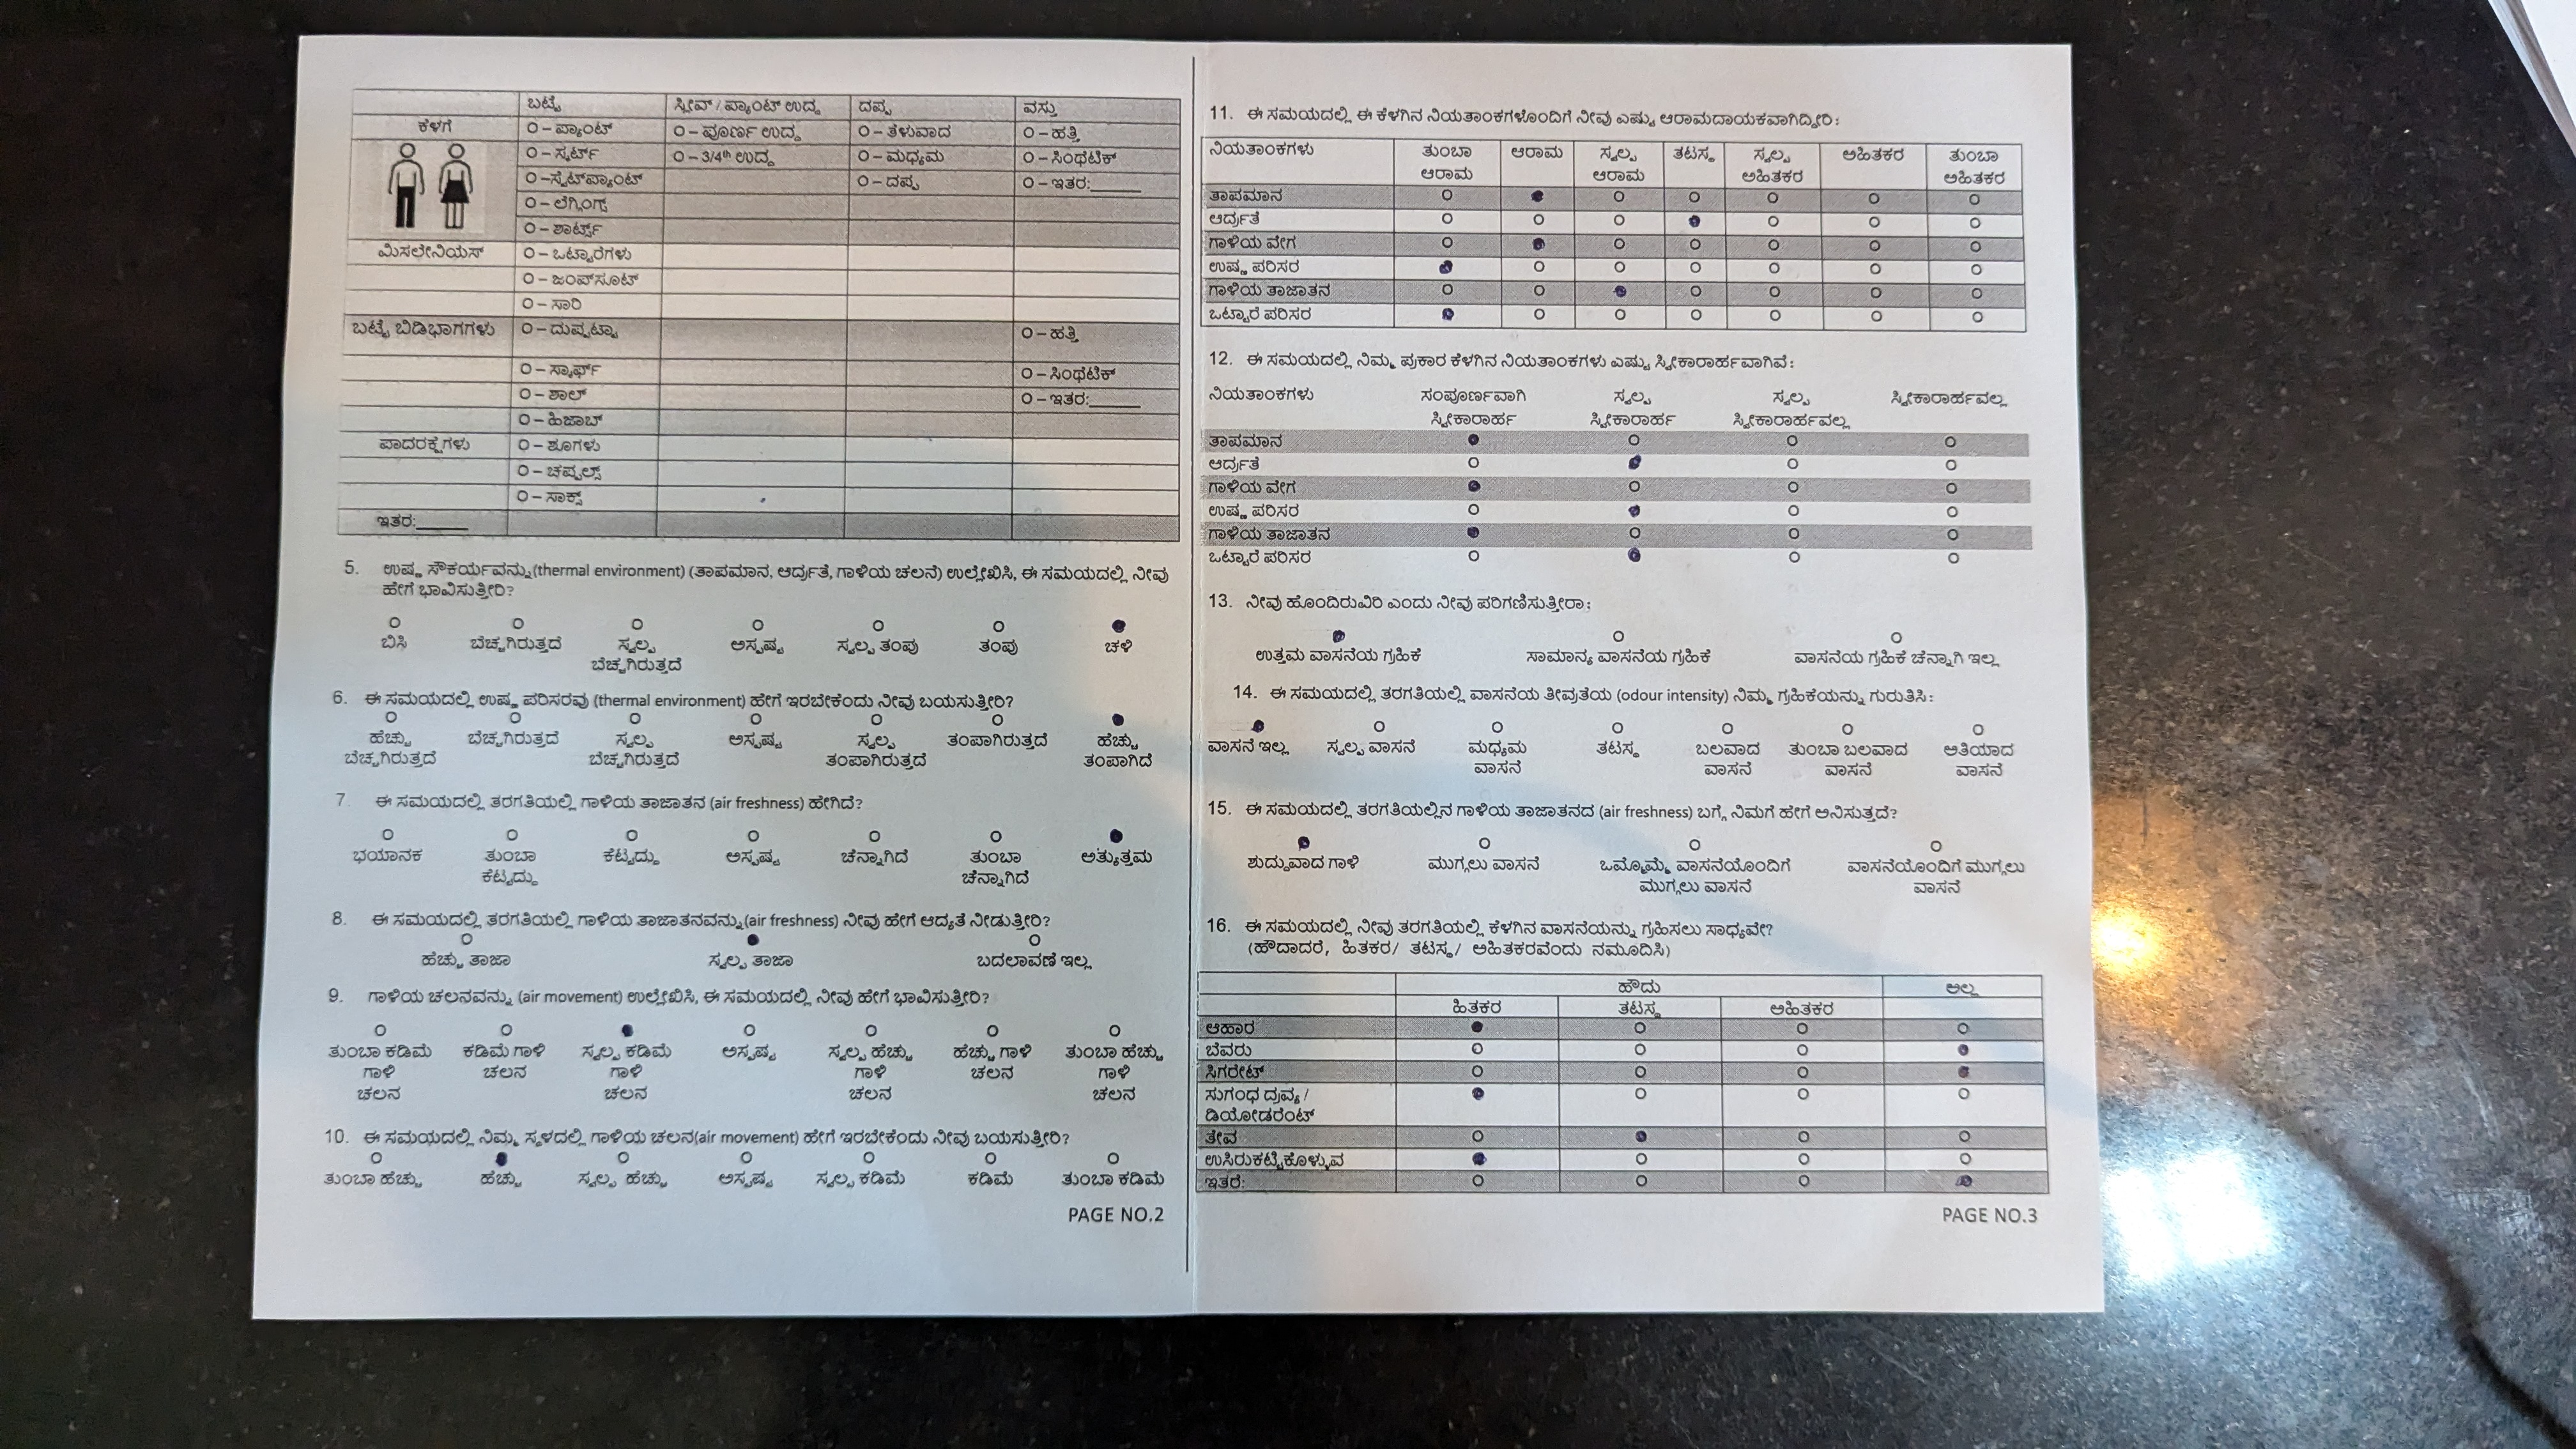 ಬಟ್ಟೆ ಸ್ಲೀವ್ / ಪ್ಯಾಂಟ್ ಉದ್ದ ದಪ್ಪ ವಸ್ತು
ಕೆಳಗೆ O – ಪ್ಯಾಂಟ್ O – ಪೂರ್ಣ ಉದ್ದ O – ತೆಳುವಾದ O – ಹತ್ತಿ
O – ಸ್ಕರ್ಟ್ O – 3/4th ಉದ್ದ O – ಮಧ್ಯಮ O – ಸಿಂಥೆಟಿಕ್
O –ಸ್ವೆಟ್‌ಪ್ಯಾಂಟ್ O – ದಪ್ಪ O – ಇತರ:______
O – ಲೆಗ್ಗಿಂಗ್ಸ್
O – ಶಾರ್ಟ್ಸ್
ಮಿಸಲೇನಿಯಸ್ O – ಒಟ್ಟಾರೆಗಳು
O – ಜಂಪ್‌ಸೂಟ್
O – ಸಾರಿ
ಬಟ್ಟೆ ಬಿಡಿಭಾಗಗಳು O – ದುಪ್ಪಟ್ಟಾ O – ಹತ್ತಿ
O – ಸ್ಕಾರ್ಫ್ O – ಸಿಂಥೆಟಿಕ್
O – ಶಾಲ್ O – ಇತರ:______
O – ಹಿಜಾಬ್
ಪಾದರಕ್ಷೆಗಳು O – ಶೂಗಳು
O – ಚಪ್ಪಲ್ಸ್
O – ಸಾಕ್ಸ್
ಇತರ:______
5. ಉಷ್ಣ ಸೌಕರ್ಯವನ್ನು(thermal environment) (ತಾಪಮಾನ, ಆರ್ದ್ರತೆ, ಗಾಳಿಯ ಚಲನೆ) ಉಲ್ಲೇಖಿಸಿ, ಈ ಸಮಯದಲ್ಲಿ ನೀವು
ಹೇಗೆ ಭಾವಿಸುತ್ತೀರಿ?
ಬಿಸಿ ಬೆಚ್ಚಗಿರುತ್ತದೆ ಸ್ವಲ್ಪ ಅಸ್ಪಷ್ಟ ಸ್ವಲ್ಪ ತಂಪು ತಂಪು ಚಳಿ
ಬೆಚ್ಚಗಿರುತ್ತದೆ
6. ಈ ಸಮಯದಲ್ಲಿ ಉಷ್ಣ ಪರಿಸರವು (thermal environment) ಹೇಗೆ ಇರಬೇಕೆಂದು ನೀವು ಬಯಸುತ್ತೀರಿ?
ಹೆಚ್ಚು ಬೆಚ್ಚಗಿರುತ್ತದೆ ಸ್ವಲ್ಪ ಅಸ್ಪಷ್ಟ ಸ್ವಲ್ಪ ತಂಪಾಗಿರುತ್ತದೆ ಹೆಚ್ಚು
ಬೆಚ್ಚಗಿರುತ್ತದೆ ಬೆಚ್ಚಗಿರುತ್ತದೆ ತಂಪಾಗಿರುತ್ತದೆ ತಂಪಾಗಿದೆ
7. ಈ ಸಮಯದಲ್ಲಿ ತರಗತಿಯಲ್ಲಿ ಗಾಳಿಯ ತಾಜಾತನ (air freshness) ಹೇಗಿದೆ?
ಭಯಾನಕ ತುಂಬಾ ಕೆಟ್ಟದ್ದು ಅಸ್ಪಷ್ಟ ಚೆನ್ನಾಗಿದೆ ತುಂಬಾ ಅತ್ಯುತ್ತಮ
ಕೆಟ್ಟದ್ದು ಚೆನ್ನಾಗಿದೆ
8. ಈ ಸಮಯದಲ್ಲಿ ತರಗತಿಯಲ್ಲಿ ಗಾಳಿಯ ತಾಜಾತನವನ್ನು(air freshness) ನೀವು ಹೇಗೆ ಆದ್ಯತೆ ನೀಡುತ್ತೀರಿ?
ಹೆಚ್ಚು ತಾಜಾ ಸ್ವಲ್ಪ ತಾಜಾ ಬದಲಾವಣೆ ಇಲ್ಲ
9. ಗಾಳಿಯ ಚಲನವನ್ನು (air movement) ಉಲ್ಲೇಖಿಸಿ, ಈ ಸಮಯದಲ್ಲಿ ನೀವು ಹೇಗೆ ಭಾವಿಸುತ್ತೀರಿ?
ತುಂಬಾ ಕಡಿಮೆ ಕಡಿಮೆ ಗಾಳಿ ಸ್ವಲ್ಪ ಕಡಿಮೆ ಅಸ್ಪಷ್ಟ ಸ್ವಲ್ಪ ಹೆಚ್ಚು ಹೆಚ್ಚು ಗಾಳಿ ತುಂಬಾ ಹೆಚ್ಚು
ಗಾಳಿ ಚಲನ ಗಾಳಿ ಗಾಳಿ ಚಲನ ಗಾಳಿ
ಚಲನ ಚಲನ ಚಲನ ಚಲನ
10. ಈ ಸಮಯದಲ್ಲಿ ನಿಮ್ಮ ಸ್ಥಳದಲ್ಲಿ ಗಾಳಿಯ ಚಲನ(air movement) ಹೇಗೆ ಇರಬೇಕೆಂದು ನೀವು ಬಯಸುತ್ತೀರಿ?
ತುಂಬಾ ಹೆಚ್ಚು ಹೆಚ್ಚು ಸ್ವಲ್ಪ ಹೆಚ್ಚು ಅಸ್ಪಷ್ಟ ಸ್ವಲ್ಪ ಕಡಿಮೆ ಕಡಿಮೆ ತುಂಬಾ ಕಡಿಮೆ
PAGE NO.2
11. ಈ ಸಮಯದಲ್ಲಿ ಈ ಕೆಳಗಿನ ನಿಯತಾಂಕಗಳೊಂದಿಗೆ ನೀವು ಎಷ್ಟು ಆರಾಮದಾಯಕವಾಗಿದ್ದೀರಿ:
ನಿಯತಾಂಕಗಳು ತುಂಬಾ ಆರಾಮ ಸ್ವಲ್ಪ ತಟಸ್ಥ ಸ್ವಲ್ಪ ಅಹಿತಕರ ತುಂಬಾ
ಆರಾಮ ಆರಾಮ ಅಹಿತಕರ ಅಹಿತಕರ
ತಾಪಮಾನ
ಆರ್ದ್ರತೆ
ಗಾಳಿಯ ವೇಗ
ಉಷ್ಣ ಪರಿಸರ
ಗಾಳಿಯ ತಾಜಾತನ
ಒಟ್ಟಾರೆ ಪರಿಸರ
12. ಈ ಸಮಯದಲ್ಲಿ ನಿಮ್ಮ ಪ್ರಕಾರ ಕೆಳಗಿನ ನಿಯತಾಂಕಗಳು ಎಷ್ಟು ಸ್ವೀಕಾರಾರ್ಹವಾಗಿವೆ:
ನಿಯತಾಂಕಗಳು ಸಂಪೂರ್ಣವಾಗಿ ಸ್ವಲ್ಪ ಸ್ವಲ್ಪ ಸ್ವೀಕಾರಾರ್ಹವಲ್ಲ
ಸ್ವೀಕಾರಾರ್ಹ ಸ್ವೀಕಾರಾರ್ಹ ಸ್ವೀಕಾರಾರ್ಹವಲ್ಲ
ತಾಪಮಾನ
ಆರ್ದ್ರತೆ
ಗಾಳಿಯ ವೇಗ
ಉಷ್ಣ ಪರಿಸರ
ಗಾಳಿಯ ತಾಜಾತನ
ಒಟ್ಟಾರೆ ಪರಿಸರ
13. ನೀವು ಹೊಂದಿರುವಿರಿ ಎಂದು ನೀವು ಪರಿಗಣಿಸುತ್ತೀರಾ:
ಉತ್ತಮ ವಾಸನೆಯ ಗ್ರಹಿಕೆ ಸಾಮಾನ್ಯ ವಾಸನೆಯ ಗ್ರಹಿಕೆ ವಾಸನೆಯ ಗ್ರಹಿಕೆ ಚೆನ್ನಾಗಿ ಇಲ್ಲ
14. ಈ ಸಮಯದಲ್ಲಿ ತರಗತಿಯಲ್ಲಿ ವಾಸನೆಯ ತೀವ್ರತೆಯ (odour intensity) ನಿಮ್ಮ ಗ್ರಹಿಕೆಯನ್ನು ಗುರುತಿಸಿ:
ವಾಸನೆ ಇಲ್ಲ ಸ್ವಲ್ಪ ವಾಸನೆ ಮಧ್ಯಮ ತಟಸ್ಥ ಬಲವಾದ ತುಂಬಾ ಬಲವಾದ ಅತಿಯಾದ
ವಾಸನೆ ವಾಸನೆ ವಾಸನೆ ವಾಸನೆ
15. ಈ ಸಮಯದಲ್ಲಿ ತರಗತಿಯಲ್ಲಿನ ಗಾಳಿಯ ತಾಜಾತನದ (air freshness) ಬಗ್ಗೆ ನಿಮಗೆ ಹೇಗೆ ಅನಿಸುತ್ತದೆ?
ಶುದ್ಧುವಾದ ಗಾಳಿ ಮುಗ್ಗಲು ವಾಸನೆ ಒಮ್ಮೊಮ್ಮೆ ವಾಸನೆಯೊಂದಿಗೆ ವಾಸನೆಯೊಂದಿಗೆ ಮುಗ್ಗಲು
ಮುಗ್ಗಲು ವಾಸನೆ ವಾಸನೆ
16. ಈ ಸಮಯದಲ್ಲಿ ನೀವು ತರಗತಿಯಲ್ಲಿ ಕೆಳಗಿನ ವಾಸನೆಯನ್ನು ಗ್ರಹಿಸಲು ಸಾಧ್ಯವೇ?
(ಹೌದಾದರೆ, ಹಿತಕರ/ ತಟಸ್ಥ/ ಅಹಿತಕರವೆಂದು ನಮೂದಿಸಿ)
ಹೌದು ಅಲ್ಲ
ಹಿತಕರ ತಟಸ್ಥ ಅಹಿತಕರ
ಆಹಾರ
ಬೆವರು
ಸಿಗರೇಟ್
ಸುಗಂಧ ದ್ರವ್ಯ /
ಡಿಯೋಡರೆಂಟ್
ತೇವ
ಉಸಿರುಕಟ್ಟಿಕೊಳ್ಳುವ
ಇತರೆ:
PAGE NO.3